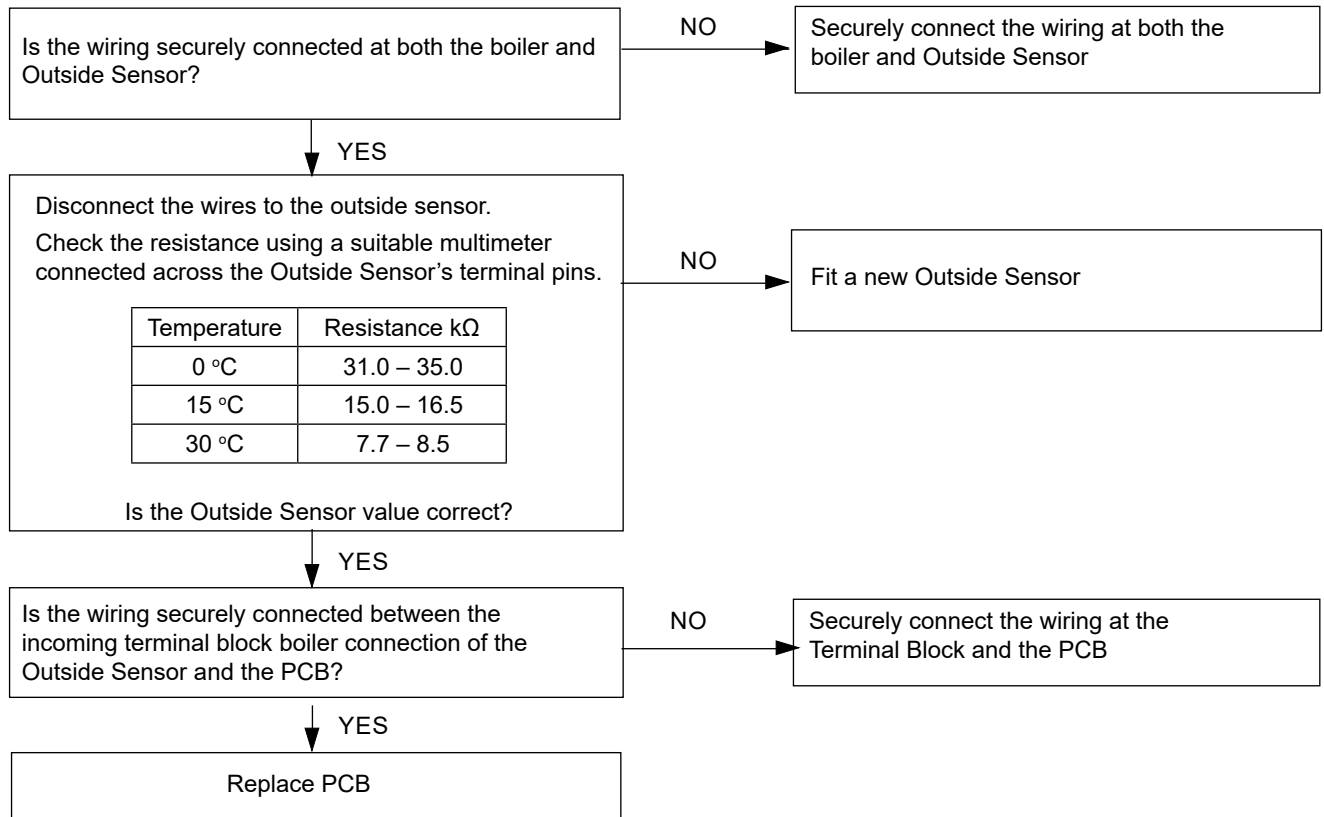 Is the wiring securely connected at both the boiler and
Outside Sensor?
NO
Securely connect the wiring at both the
boiler and Outside Sensor
YES
Disconnect the wires to the outside sensor.
Check the resistance using a suitable multimeter
connected across the Outside Sensor’s terminal pins.
Temperature Resistance kΩ
0 ºC 31.0 – 35.0
15 ºC 15.0 – 16.5
30 ºC 7.7 – 8.5
Is the Outside Sensor value correct?
NO
Fit a new Outside Sensor
YES
Is the wiring securely connected between the
incoming terminal block boiler connection of the
Outside Sensor and the PCB?
NO
Securely connect the wiring at the
Terminal Block and the PCB
YES
Replace PCB